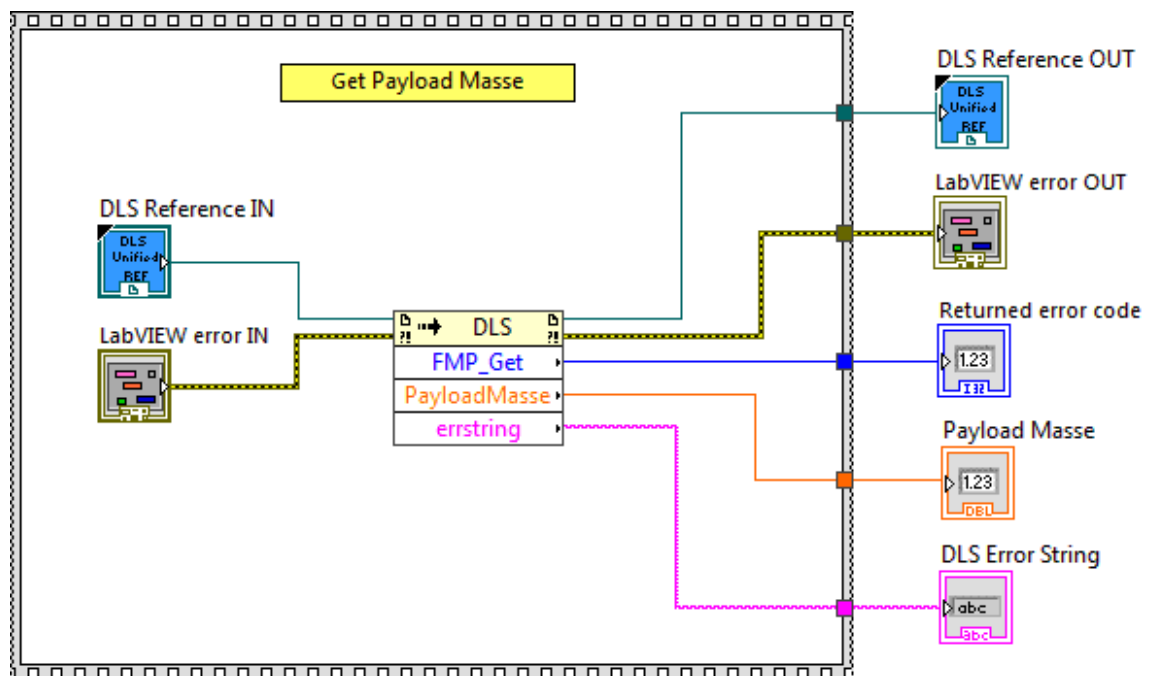 Get Payload Masse
DLS Reference OUT
DLS
Unified
REF
LabVIEW error OUT
DLS Reference IN
DLS
Unified
REF
LabVIEW error IN
?! DLS ?!
FMP_Get
PayloadMasse
errstring
Returned error code
1.23
I32
Payload Masse
1.23
DBL
DLS Error String
abc
abc